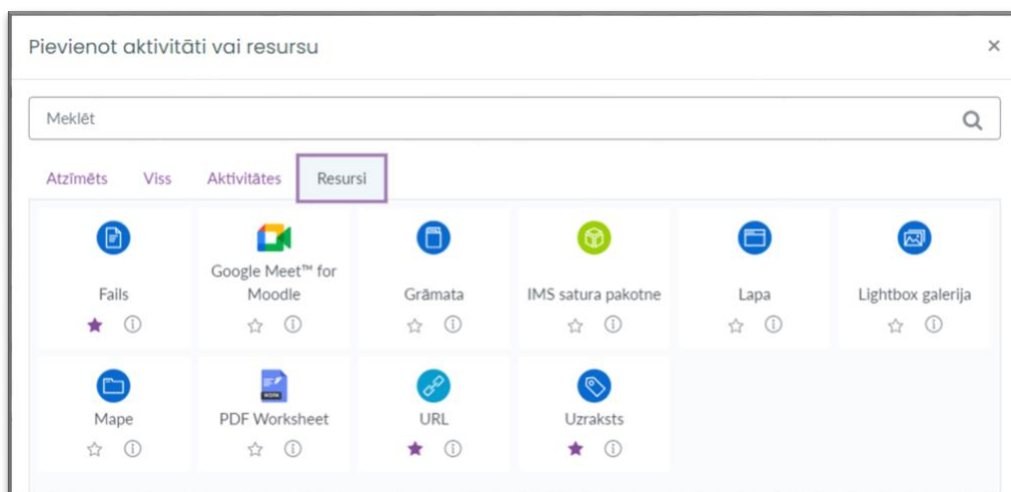 Pievienot aktivitāti vai resursu
Meklēt
Atzīmēts Viss Aktivitātes Resursi
Fails
Google Meet™ for
Moodle
Grāmata
IMS satura pakotne
Lapa
Lightbox galerija
Mape
PDF Worksheet
URL
Uzraksts